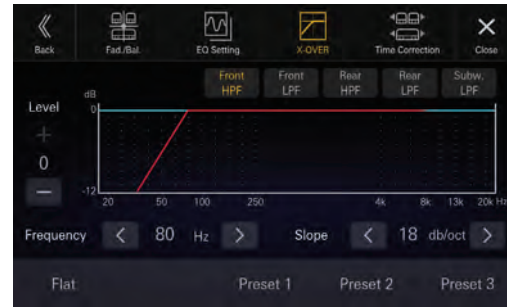 Back Fad./Bal. EQ Setting X-OVER Time Correction Close
Front HPF Front LPF Rear HPF Rear LPF Subw. LPF
dB
Level
0
+
0
−
-12
20 50 100 250 4k 8k 13k 20k Hz
Frequency < 80 Hz > Slope < 18 db/oct >
Flat Preset 1 Preset 2 Preset 3